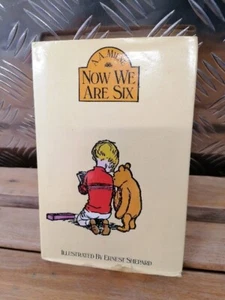 A.A. MILNE
NOW WE
ARE SIX
ILLUSTRATED BY ERNEST SHEPARD